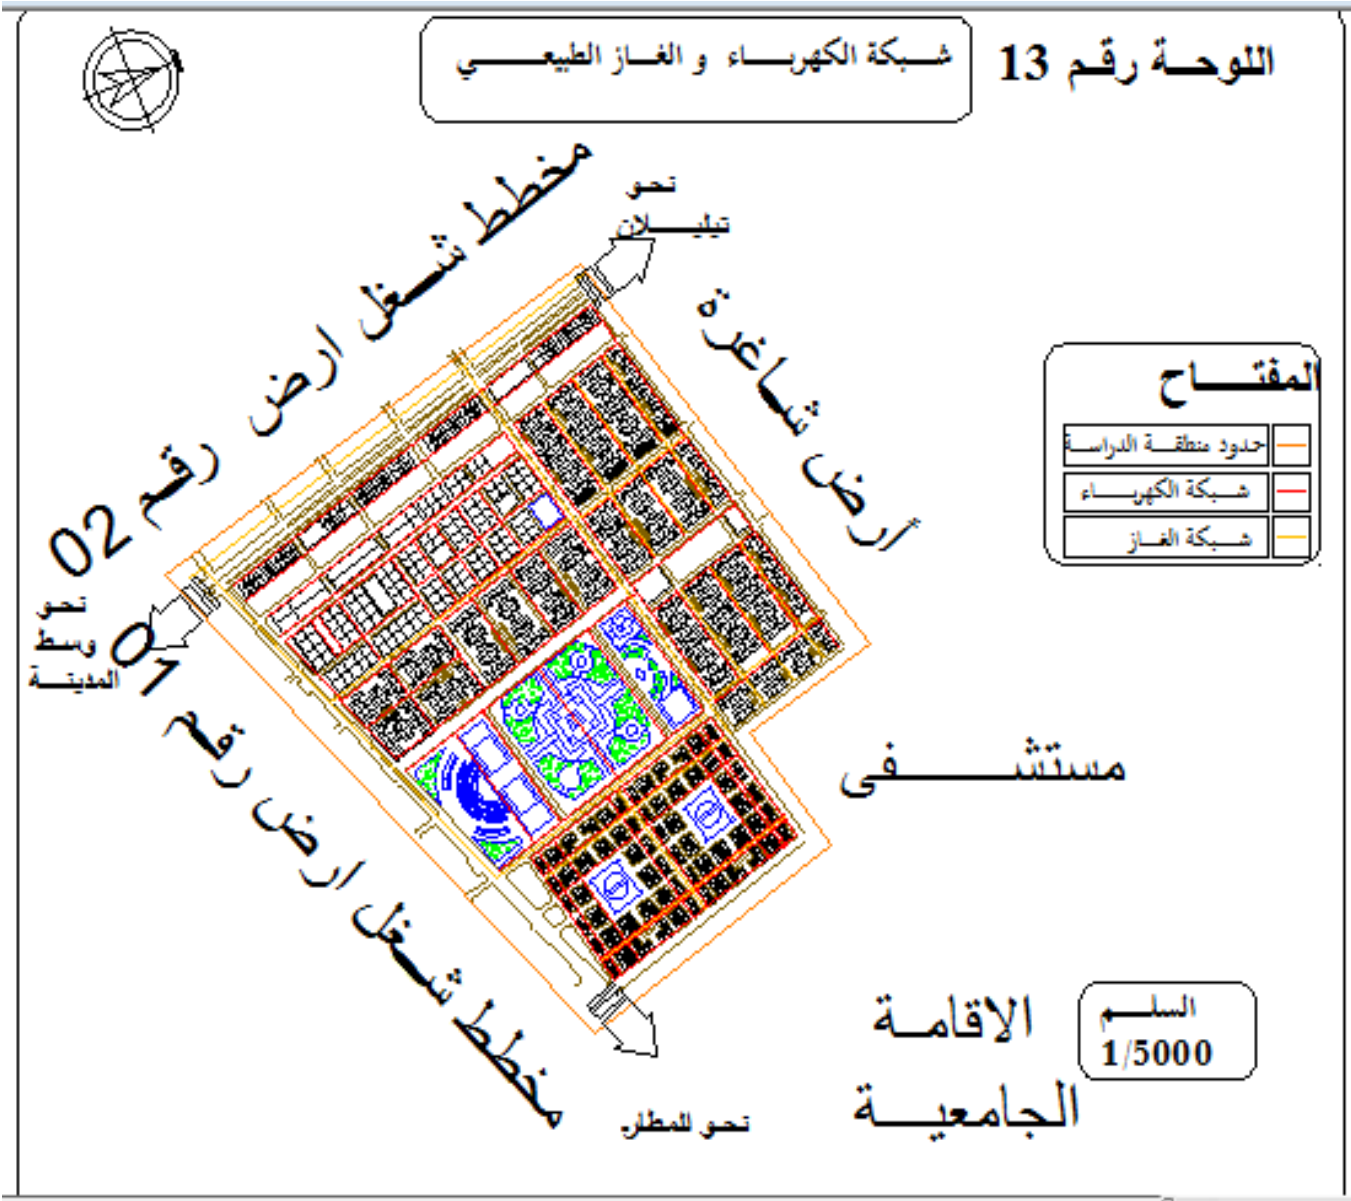 اللوحة رقم 13
شبكة الكهرباء و الغاز الطبيعي
مخطط شغل ارض رقم 02
نحو
تيليلان
أرض شاغرة
المفتاح
حدود منطقة الدراسة
شبكة الكهرباء
شبكة الغاز
نحو
وسط
المدينة
مخطط شغل ارض رقم 01
مستشفى
الاقامة
الجامعية
السلم
1/5000
نحو للمطار